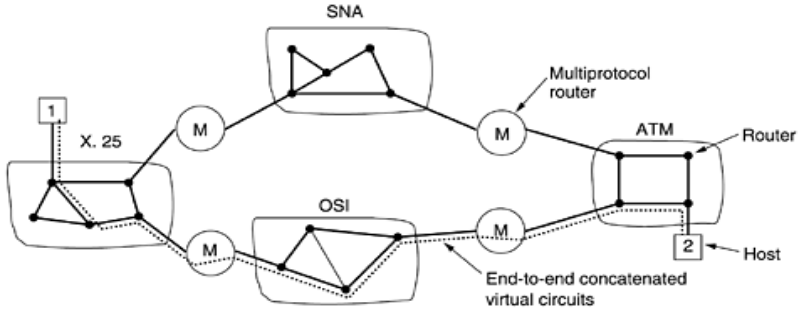 SNA
Multiprotocol
router
1
M
X. 25
M
ATM
Router
OSI
M
M
2
Host
End-to-end concatenated
virtual circuits